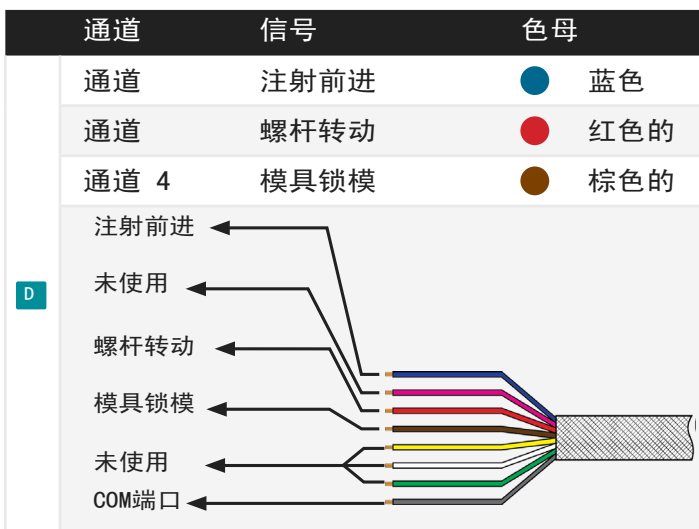 通道 信号 色母
通道 注射前进 蓝色
通道 螺杆转动 红色的
通道 4 模具锁模 棕色的
注射前进
未使用
D
螺杆转动
模具锁模
未使用
COM端口